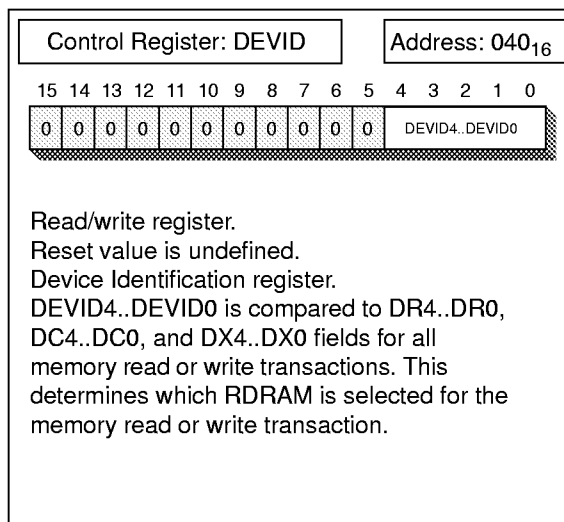 Control Register: DEVID Address: 040₁₆
15 14 13 12 11 10 9 8 7 6 5 4 3 2 1 0
0 0 0 0 0 0 0 0 0 0 0 DEVID4..DEVID0
Read/write register.
Reset value is undefined.
Device Identification register.
DEVID4..DEVID0 is compared to DR4..DR0,
DC4..DC0, and DX4..DX0 fields for all
memory read or write transactions. This
determines which RDRAM is selected for the
memory read or write transaction.